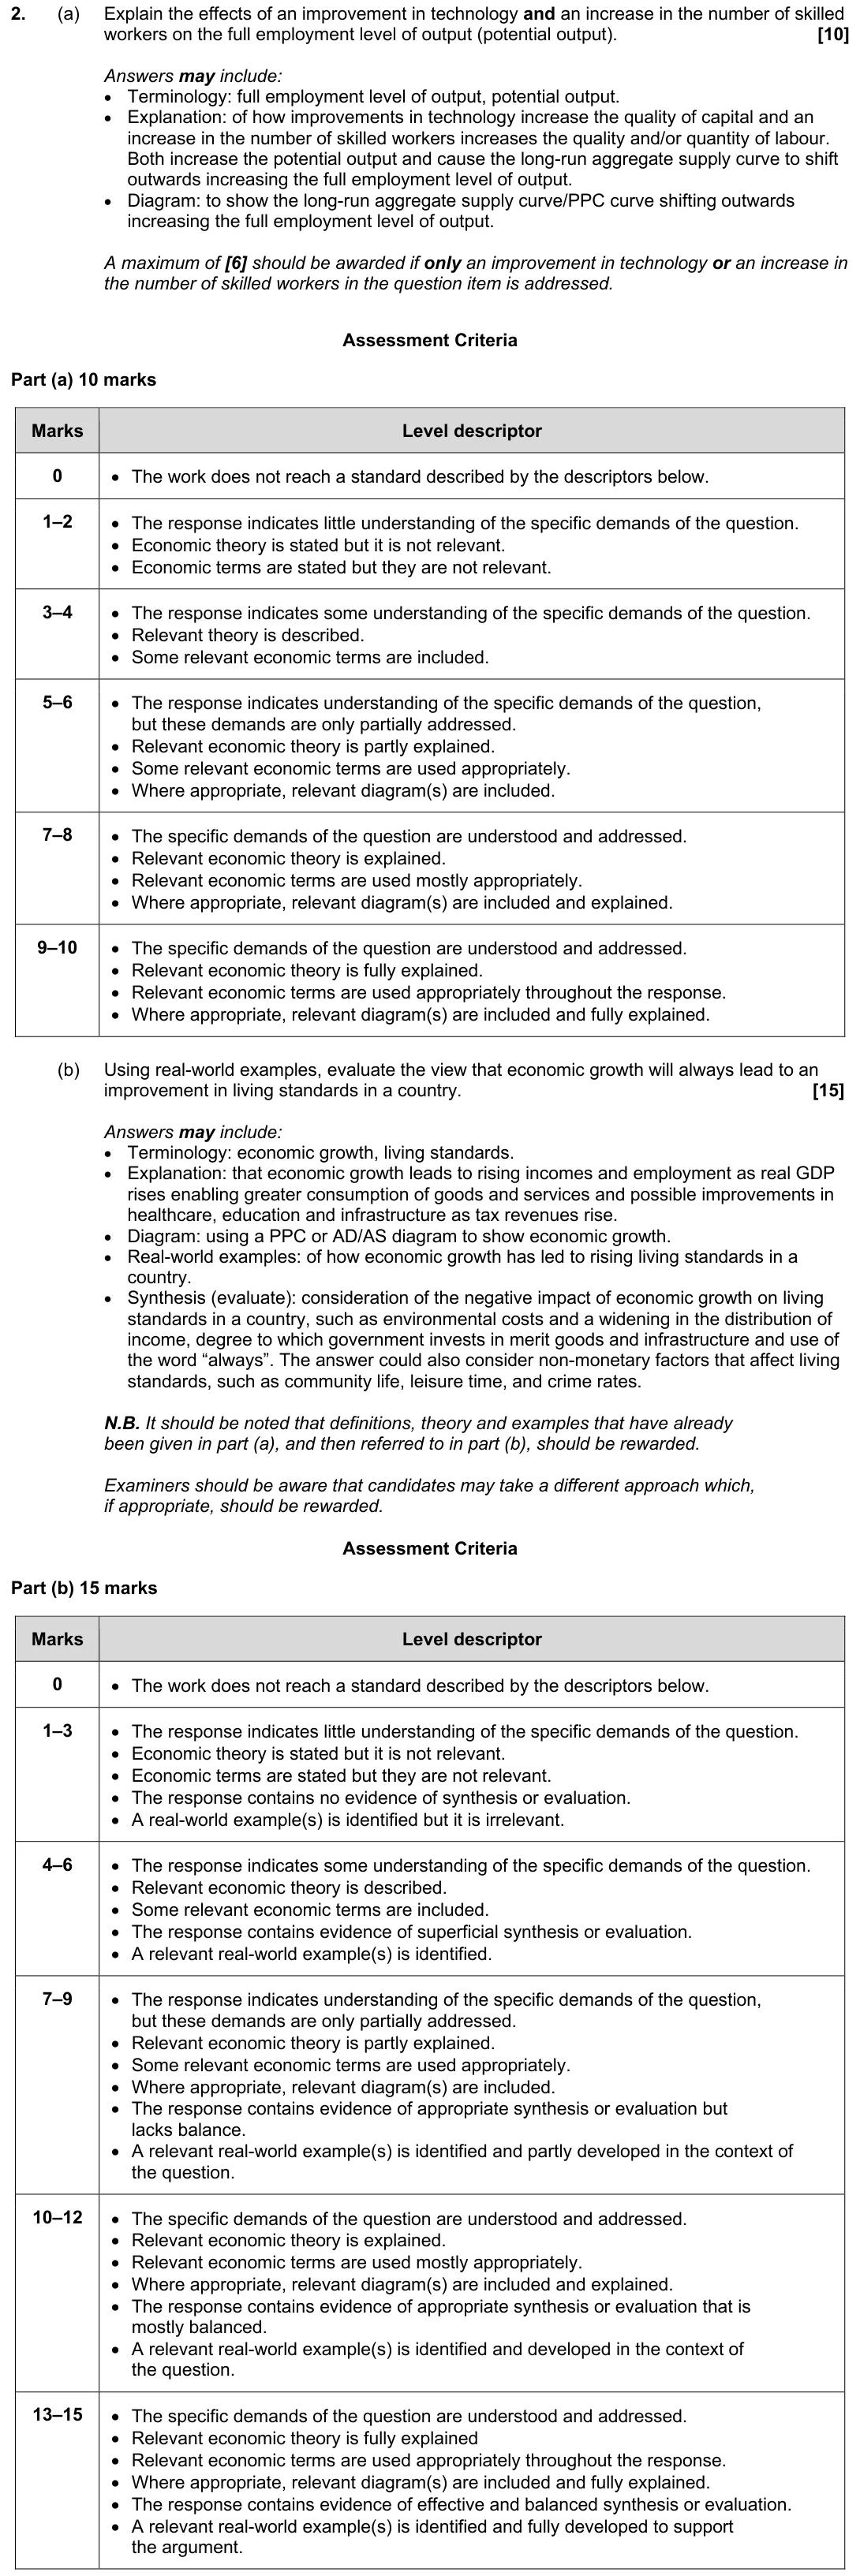 2. (a) Explain the effects of an improvement in technology and an increase in the number of skilled
workers on the full employment level of output (potential output). [10]
Answers may include:
• Terminology: full employment level of output, potential output.
• Explanation: of how improvements in technology increase the quality of capital and an
increase in the number of skilled workers increases the quality and/or quantity of labour.
Both increase the potential output and cause the long-run aggregate supply curve to shift
outwards increasing the full employment level of output.
• Diagram: to show the long-run aggregate supply curve/PPC curve shifting outwards
increasing the full employment level of output.
A maximum of [6] should be awarded if only an improvement in technology or an increase in
the number of skilled workers in the question item is addressed.
Assessment Criteria
Part (a) 10 marks
Marks Level descriptor
0 • The work does not reach a standard described by the descriptors below.
1–2 • The response indicates little understanding of the specific demands of the question.
• Economic theory is stated but it is not relevant.
• Economic terms are stated but they are not relevant.
3–4 • The response indicates some understanding of the specific demands of the question.
• Relevant theory is described.
• Some relevant economic terms are included.
5–6 • The response indicates understanding of the specific demands of the question,
but these demands are only partially addressed.
• Relevant economic theory is partly explained.
• Some relevant economic terms are used appropriately.
• Where appropriate, relevant diagram(s) are included.
7–8 • The specific demands of the question are understood and addressed.
• Relevant economic theory is explained.
• Relevant economic terms are used mostly appropriately.
• Where appropriate, relevant diagram(s) are included and explained.
9–10 • The specific demands of the question are understood and addressed.
• Relevant economic theory is fully explained.
• Relevant economic terms are used appropriately throughout the response.
• Where appropriate, relevant diagram(s) are included and fully explained.
(b) Using real-world examples, evaluate the view that economic growth will always lead to an
improvement in living standards in a country. [15]
Answers may include:
• Terminology: economic growth, living standards.
• Explanation: that economic growth leads to rising incomes and employment as real GDP
rises enabling greater consumption of goods and services and possible improvements in
healthcare, education and infrastructure as tax revenues rise.
• Diagram: using a PPC or AD/AS diagram to show economic growth.
• Real-world examples: of how economic growth has led to rising living standards in a
country.
• Synthesis (evaluate): consideration of the negative impact of economic growth on living
standards in a country, such as environmental costs and a widening in the distribution of
income, degree to which government invests in merit goods and infrastructure and use of
the word “always”. The answer could also consider non-monetary factors that affect living
standards, such as community life, leisure time, and crime rates.
N.B. It should be noted that definitions, theory and examples that have already
been given in part (a), and then referred to in part (b), should be rewarded.
Examiners should be aware that candidates may take a different approach which,
if appropriate, should be rewarded.
Assessment Criteria
Part (b) 15 marks
Marks Level descriptor
0 • The work does not reach a standard described by the descriptors below.
1–3 • The response indicates little understanding of the specific demands of the question.
• Economic theory is stated but it is not relevant.
• Economic terms are stated but they are not relevant.
• The response contains no evidence of synthesis or evaluation.
• A real-world example(s) is identified but it is irrelevant.
4–6 • The response indicates some understanding of the specific demands of the question.
• Relevant economic theory is described.
• Some relevant economic terms are included.
• The response contains evidence of superficial synthesis or evaluation.
• A relevant real-world example(s) is identified.
7–9 • The response indicates understanding of the specific demands of the question,
but these demands are only partially addressed.
• Relevant economic theory is partly explained.
• Some relevant economic terms are used appropriately.
• Where appropriate, relevant diagram(s) are included.
• The response contains evidence of appropriate synthesis or evaluation but
lacks balance.
• A relevant real-world example(s) is identified and partly developed in the context of
the question.
10–12 • The specific demands of the question are understood and addressed.
• Relevant economic theory is explained.
• Relevant economic terms are used mostly appropriately.
• Where appropriate, relevant diagram(s) are included and explained.
• The response contains evidence of appropriate synthesis or evaluation that is
mostly balanced.
• A relevant real-world example(s) is identified and developed in the context of
the question.
13–15 • The specific demands of the question are understood and addressed.
• Relevant economic theory is fully explained
• Relevant economic terms are used appropriately throughout the response.
• Where appropriate, relevant diagram(s) are included and fully explained.
• The response contains evidence of effective and balanced synthesis or evaluation.
• A relevant real-world example(s) is identified and fully developed to support
the argument.